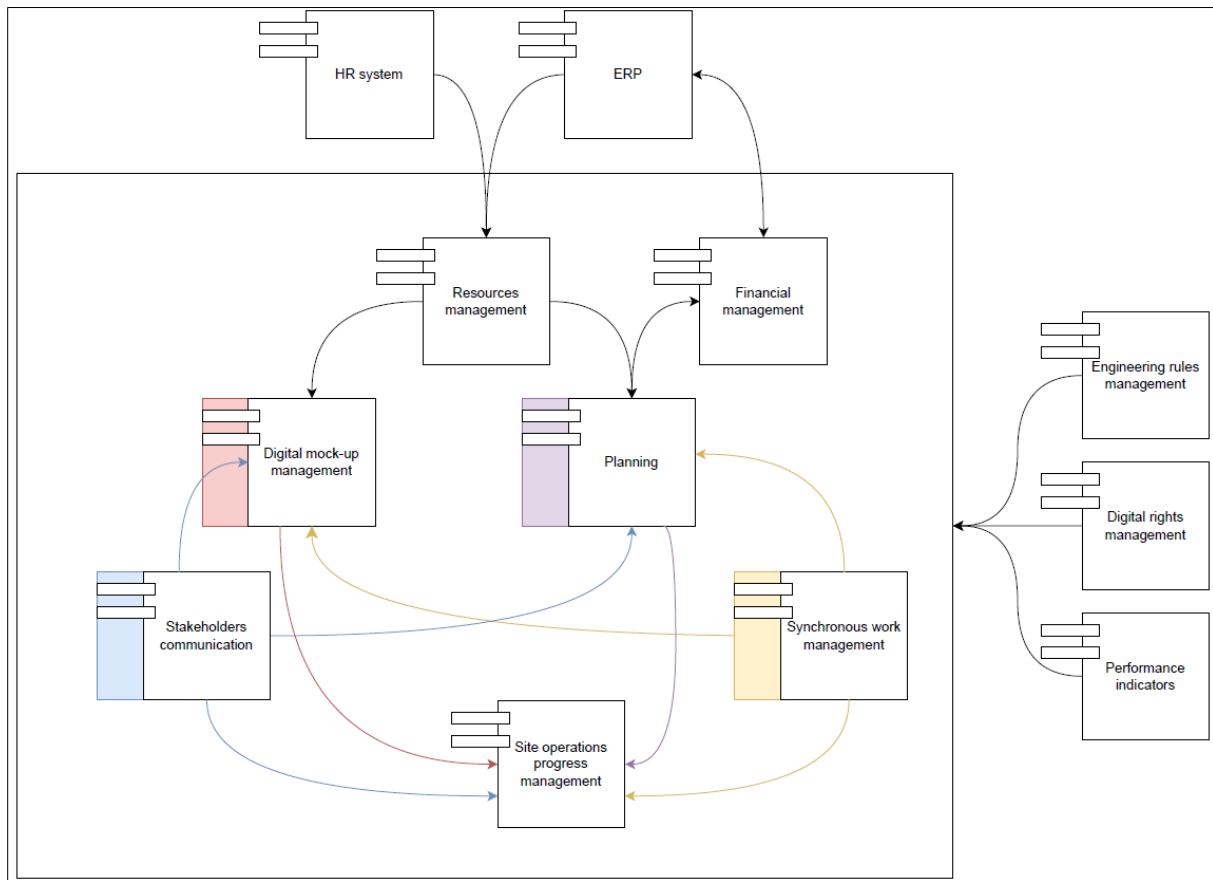 HR system
ERP
Resources
management
Financial
management
Engineering rules
management
Digital mock-up
management
Planning
Digital rights
management
Stakeholders
communication
Synchronous work
management
Performance
indicators
Site operations
progress
management